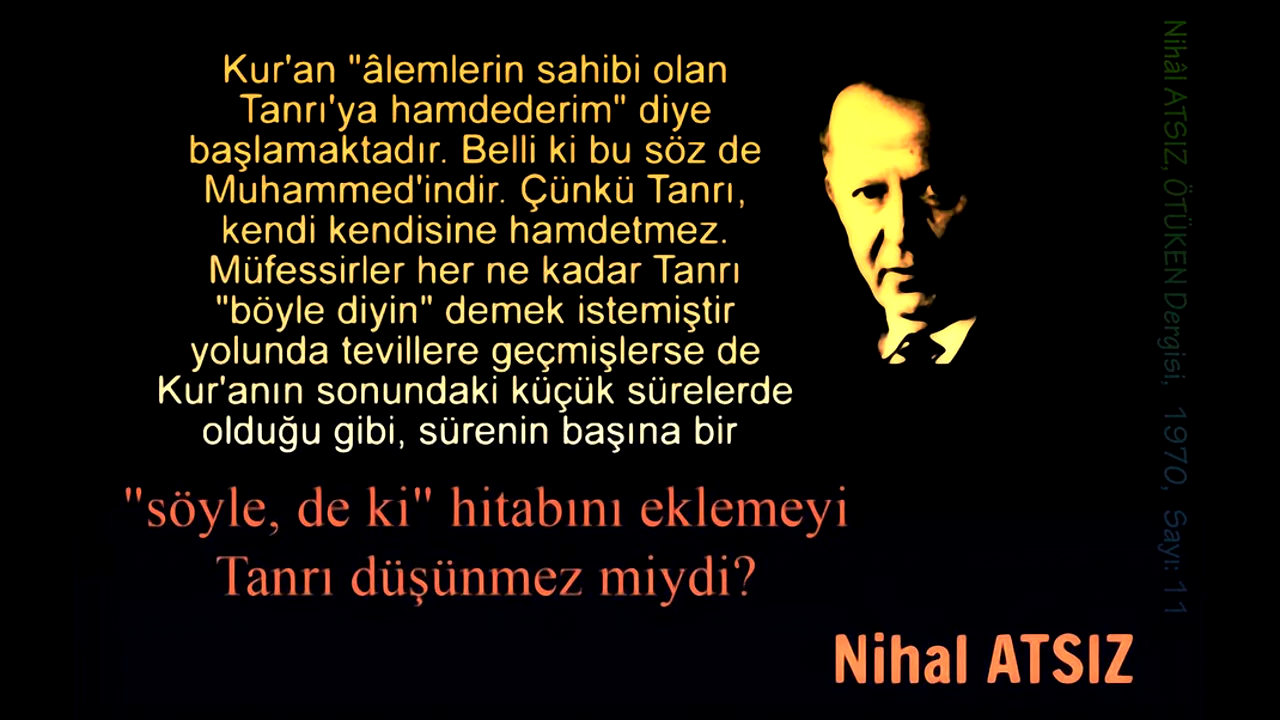 Kur'an "âlemlerin sahibi olan
Tanrı'ya hamdederim" diye
başlamaktadır. Belli ki bu söz de
Muhammed'indir. Çünkü Tanrı,
kendi kendisine hamdetmez.
Müfessirler her ne kadar Tanrı
"böyle diyin" demek istemiştir
yolunda tevillere geçmişlerse de
Kur'anın sonundaki küçük sürelerde
olduğu gibi, sürenin başına bir
"söyle, de ki" hitabını eklemeyi
Tanrı düşünmez miydi?
Nihal ATSIZ
Nihâl ATSIZ, ÖTÜKEN Dergisi, 1970, Sayı: 11